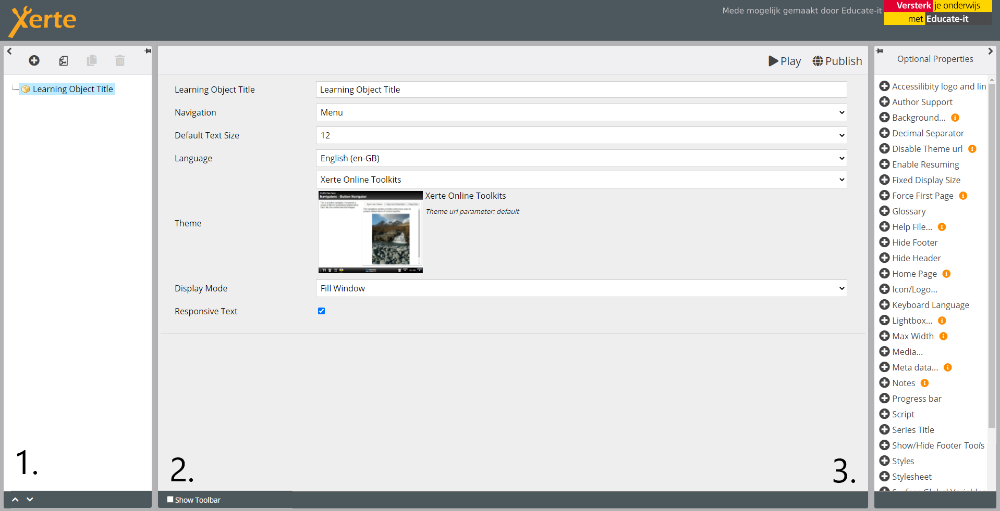 Xerte
Mede mogelijk gemaakt door Educate-it
Versterk je onderwijs
met Educate-it
Learning Object Title
1.
Play Publish
Learning Object Title Learning Object Title
Navigation Menu
Default Text Size 12
Language English (en-GB)
Xerte Online Toolkits
Theme
Navigators - Button Navigator
Xerte Online Toolkits
Theme url parameter: default
Display Mode Fill Window
Responsive Text
2.
3.
Show Toolbar
Optional Properties
Accessilibity logo and lin
Author Support
Background...
Decimal Separator
Disable Theme url
Enable Resuming
Fixed Display Size
Force First Page
Glossary
Help File...
Hide Footer
Hide Header
Home Page
Icon/Logo...
Keyboard Language
Lightbox...
Max Width
Media...
Meta data...
Notes
Progress bar
Script
Series Title
Show/Hide Footer Tools
Styles
Stylesheet